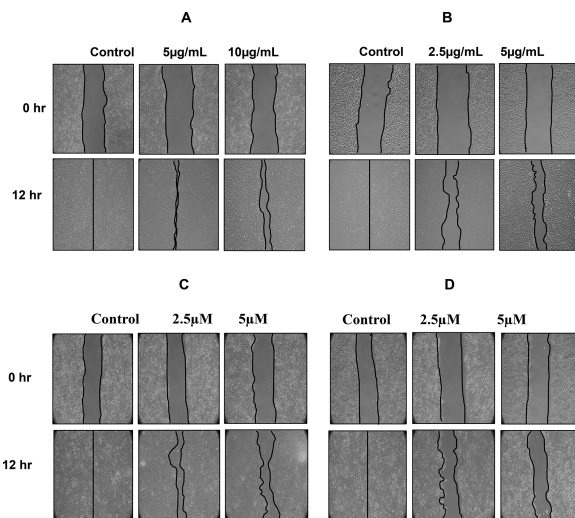 A
B
Control 5µg/mL 10µg/mL
Control 2.5µg/mL 5µg/mL
0 hr
12 hr
C
D
Control 2.5µM 5µM
Control 2.5µM 5µM
0 hr
12 hr